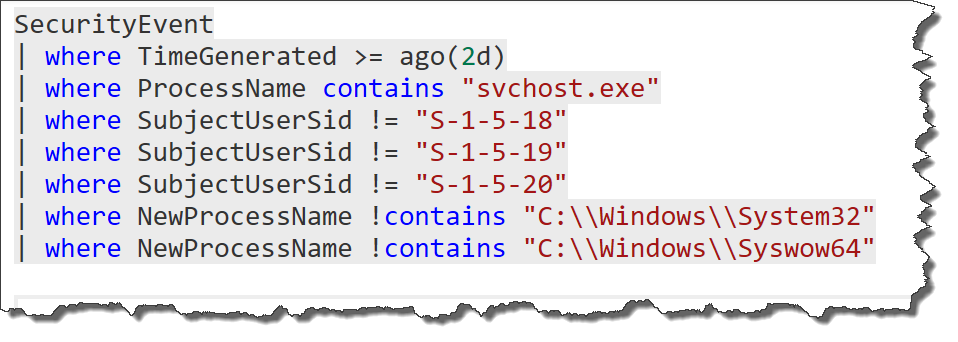 SecurityEvent
| where TimeGenerated >= ago(2d)
| where ProcessName contains "svchost.exe"
| where SubjectUserSid != "S-1-5-18"
| where SubjectUserSid != "S-1-5-19"
| where SubjectUserSid != "S-1-5-20"
| where NewProcessName !contains "C:\\Windows\\System32"
| where NewProcessName !contains "C:\\Windows\\Syswow64"